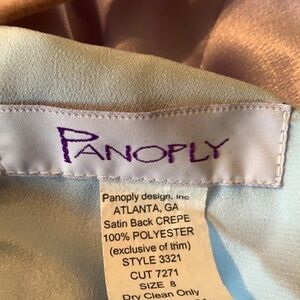 PANOPLY
Panoply design, inc
ATLANTA, GA
Satin Back CREPE
100% POLYESTER
(exclusive of trim)
STYLE 3321
CUT 7271
SIZE 8
Dry Clean Only